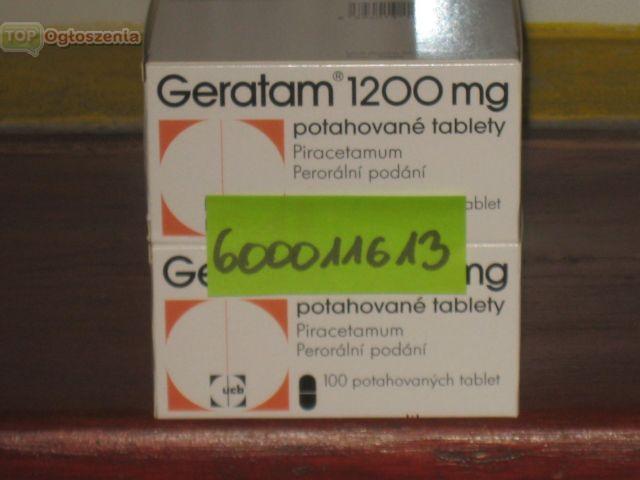 TOP
Ogłoszenia
Geratam® 1200 mg
potahované tablety
Piracetamum
Perorální podání
ablet
600011613
Ge mg
potahované tablety
Piracetamum
Perorální podání
100 potahovaných tablet
ucb